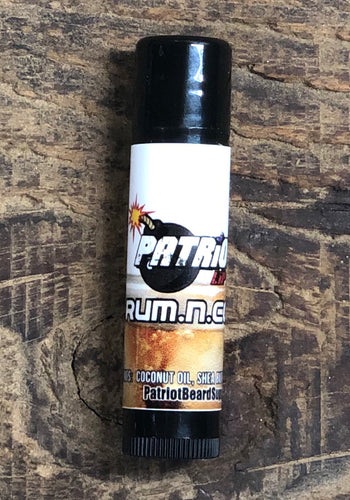 PATRIO
RUM.N.C
COCONUT OIL, SHEA
PatriotBeardSup